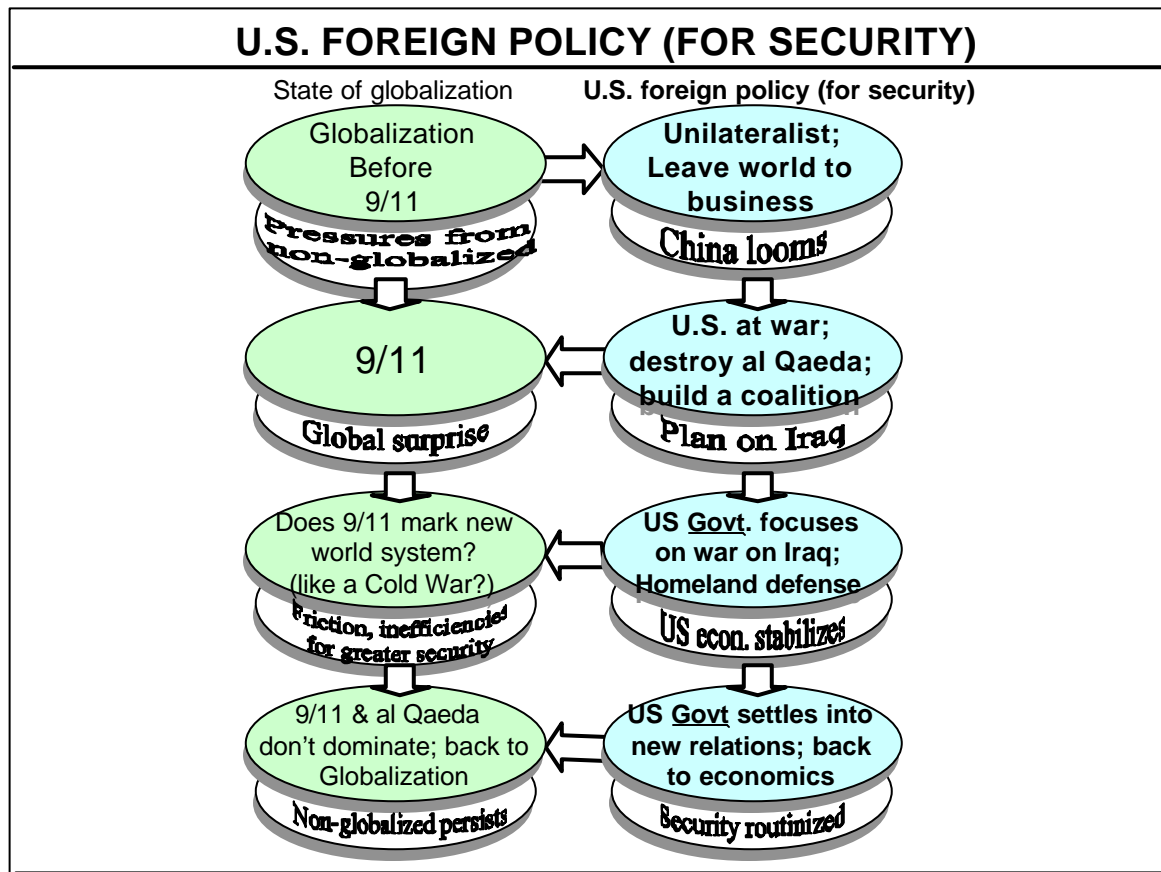 U.S. FOREIGN POLICY (FOR SECURITY)
State of globalization
U.S. foreign policy (for security)
Globalization
Before
9/11
Pressures from
non-globalized
Unilateralist;
Leave world to
business
China looms
9/11
Global surprise
U.S. at war;
destroy al Qaeda;
build a coalition
Plan on Iraq
Does 9/11 mark new
world system?
(like a Cold War?)
Friction, inefficiencies
for greater security
US Govt. focuses
on war on Iraq;
Homeland defense
US econ. stabilizes
9/11 & al Qaeda
don't dominate; back to
Globalization
Non-globalized persists
US Govt settles into
new relations; back
to economics
Security routinized